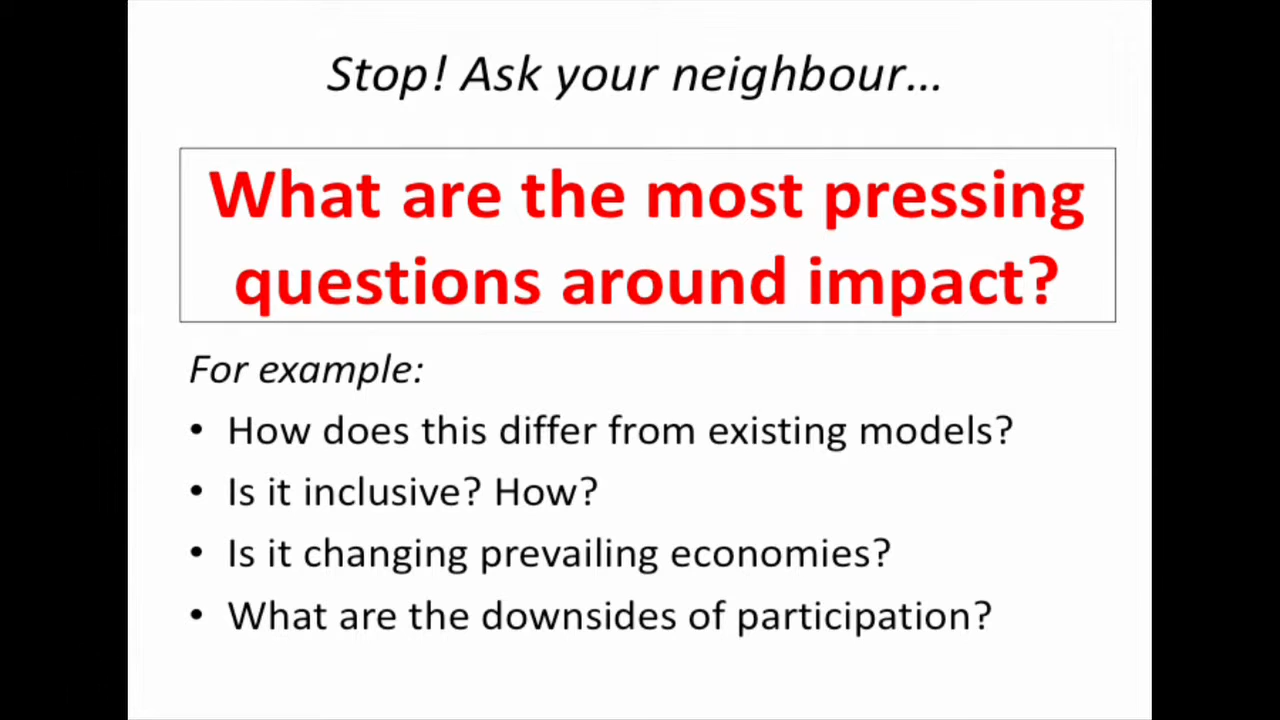 Stop! Ask your neighbour...
What are the most pressing
questions around impact?
For example:
• How does this differ from existing models?
• Is it inclusive? How?
• Is it changing prevailing economies?
• What are the downsides of participation?